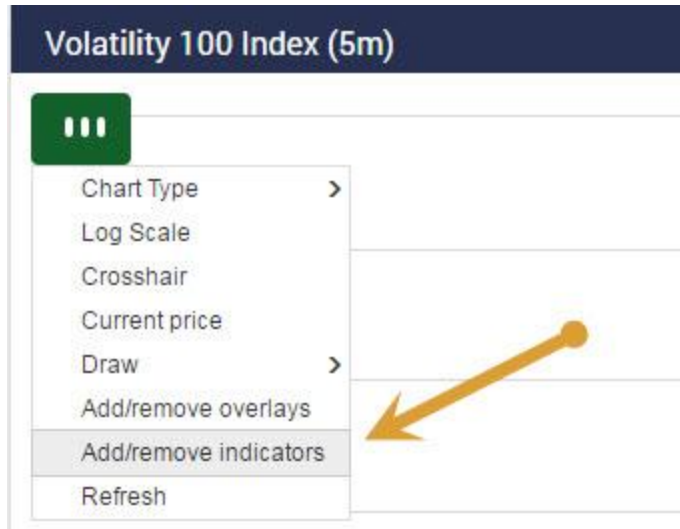 Volatility 100 Index (5m)
Chart Type
Log Scale
Crosshair
Current price
Draw
Add/remove overlays
Add/remove indicators
Refresh